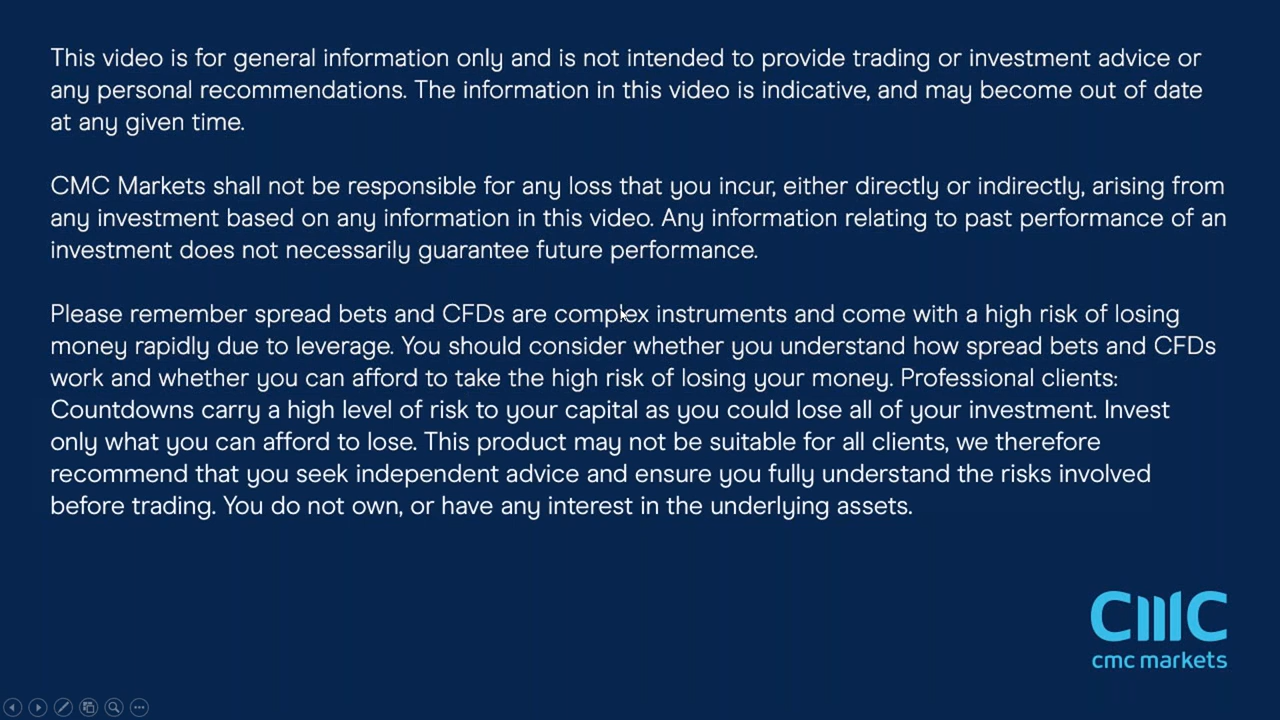 This video is for general information only and is not intended to provide trading or investment advice or
any personal recommendations. The information in this video is indicative, and may become out of date
at any given time.
CMC Markets shall not be responsible for any loss that you incur, either directly or indirectly, arising from
any investment based on any information in this video. Any information relating to past performance of an
investment does not necessarily guarantee future performance.
Please remember spread bets and CFDs are complex instruments and come with a high risk of losing
money rapidly due to leverage. You should consider whether you understand how spread bets and CFDs
work and whether you can afford to take the high risk of losing your money. Professional clients:
Countdowns carry a high level of risk to your capital as you could lose all of your investment. Invest
only what you can afford to lose. This product may not be suitable for all clients, we therefore
recommend that you seek independent advice and ensure you fully understand the risks involved
before trading. You do not own, or have any interest in the underlying assets.
CMC
cmc markets